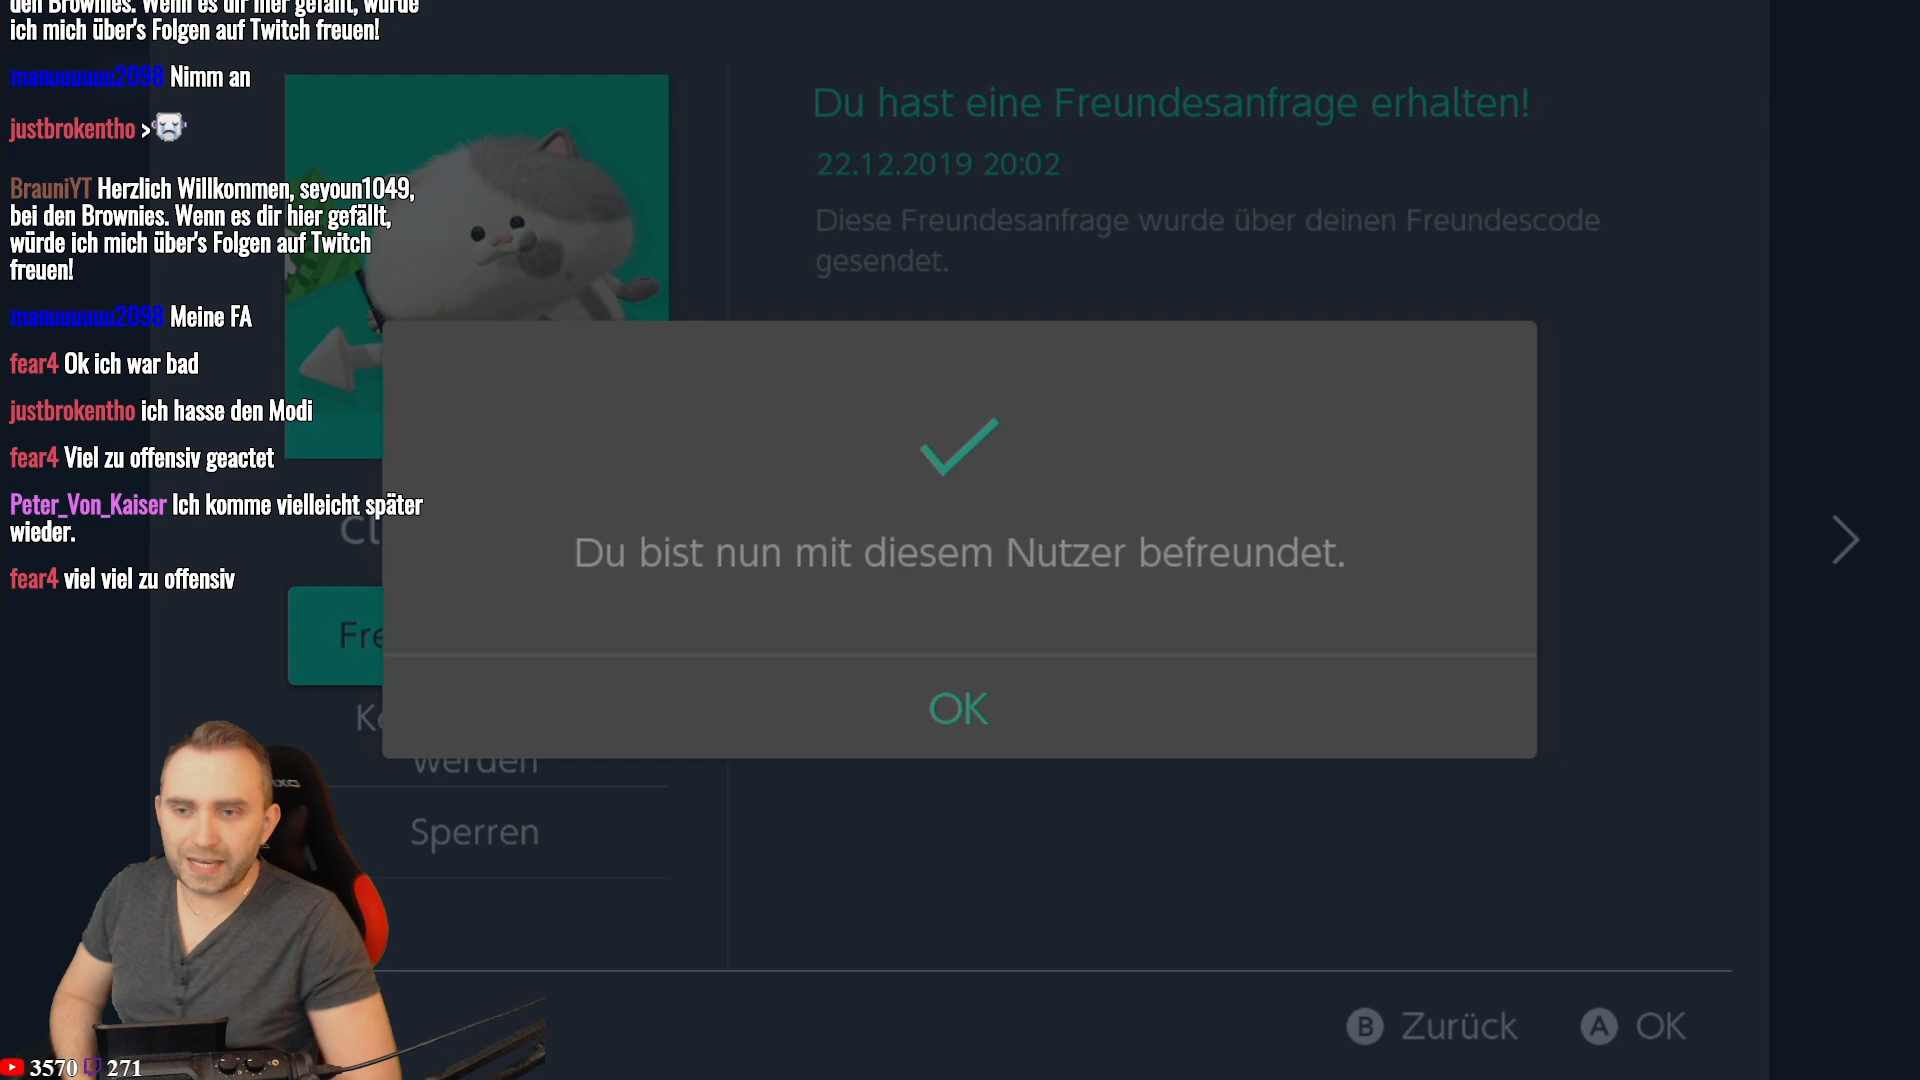 den Brownies. Wenn es dir hier gefällt, würde
ich mich über's Folgen auf Twitch freuen!
manuuuuuu2098 Nimm an
justbrokentho >
BrauniYT Herzlich Willkommen, seyoun1049,
bei den Brownies. Wenn es dir hier gefällt,
würde ich mich über's Folgen auf Twitch
freuen!
manuuuuuu2098 Meine FA
fear4 Ok ich war bad
justbrokentho ich hasse den Modi
fear4 Viel zu offensiv geactet
Peter_Von_Kaiser Ich komme vielleicht später
wieder.
fear4 viel viel zu offensiv
Du hast eine Freundesanfrage erhalten!
22.12.2019 20:02
Diese Freundesanfrage wurde über deinen Freundescode
gesendet.
Du bist nun mit diesem Nutzer befreundet.
OK
Cl
Fre
Ke
werden
Sperren
B Zurück A OK
3570 271